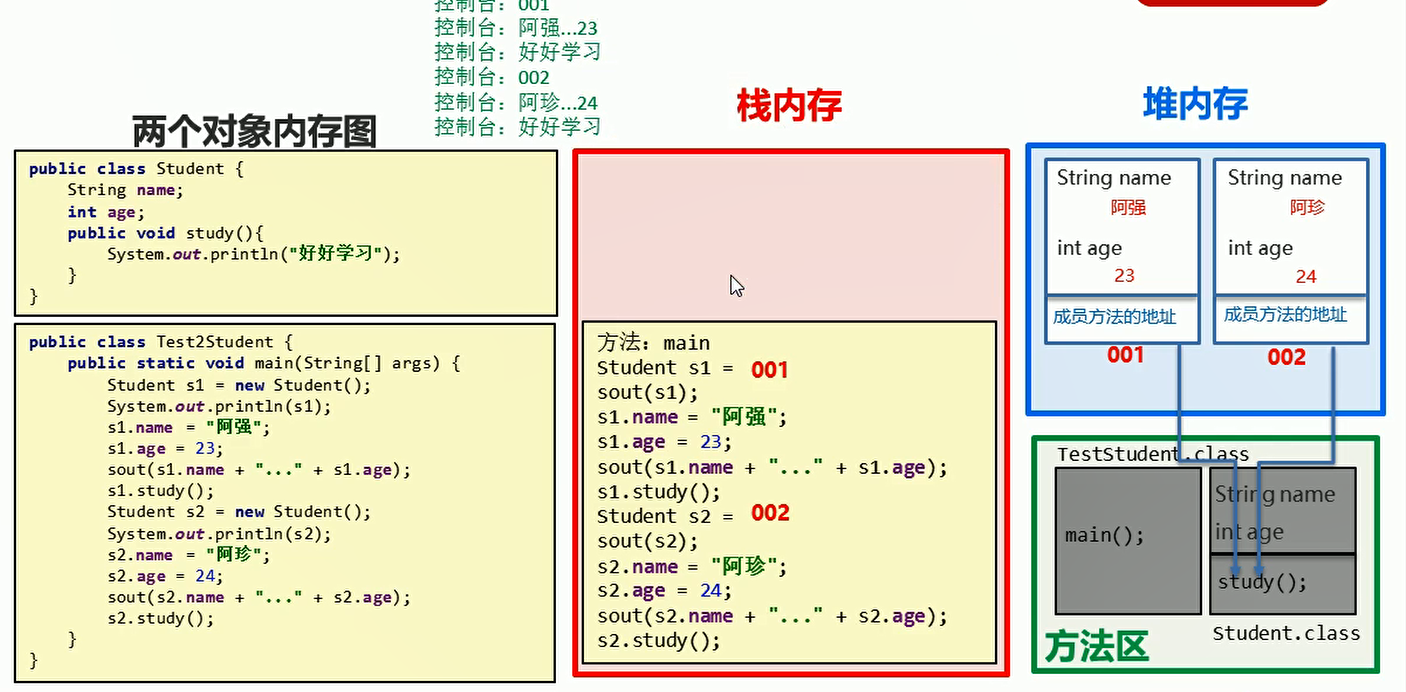 控制台：001
控制台：阿强...23
控制台：好好学习
控制台：002
控制台：阿珍...24
控制台：好好学习
两个对象内存图
public class Student {
    String name;
    int age;
    public void study(){
        System.out.println("好好学习");
    }
}
public class Test2Student {
    public static void main(String[] args) {
        Student s1 = new Student();
        System.out.println(s1);
        s1.name = "阿强";
        s1.age = 23;
        sout(s1.name + "..." + s1.age);
        s1.study();
        Student s2 = new Student();
        System.out.println(s2);
        s2.name = "阿珍";
        s2.age = 24;
        sout(s2.name + "..." + s2.age);
        s2.study();
    }
}
栈内存
方法：main
Student s1 = 001
sout(s1);
s1.name = "阿强";
s1.age = 23;
sout(s1.name + "..." + s1.age);
s1.study();
Student s2 = 002
sout(s2);
s2.name = "阿珍";
s2.age = 24;
sout(s2.name + "..." + s2.age);
s2.study();
堆内存
String name
阿强
int age
23
成员方法的地址
001
String name
阿珍
int age
24
成员方法的地址
002
TestStudent.class
main();
String name
int age
study();
Student.class
方法区